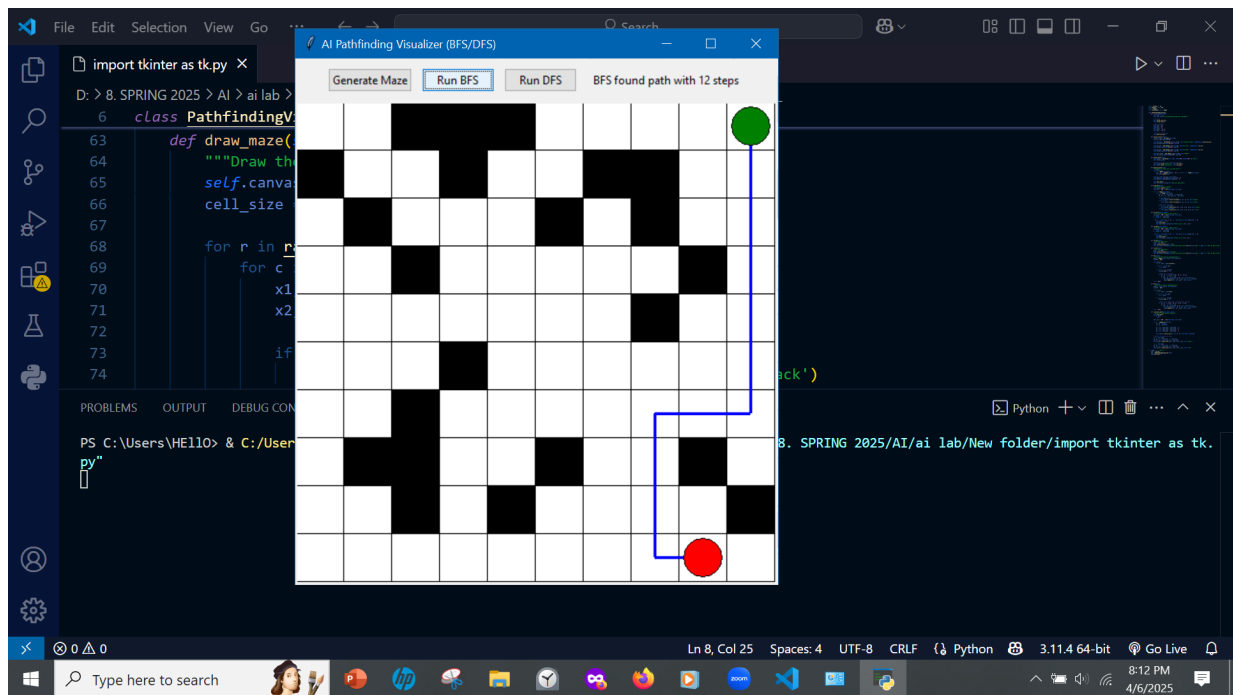 File Edit Selection View Go ··· Search
AI Pathfinding Visualizer (BFS/DFS)
import tkinter as tk.py
Generate Maze Run BFS Run DFS BFS found path with 12 steps
D: > 8. SPRING 2025 > AI > ai lab >
6 class PathfindingVi
63 def draw_maze(
64 """Draw the
65 self.canvas
66 cell_size
67
68 for r in ra
69 for c
70 x1
71 x2
72
73 if
74 ack')
PROBLEMS OUTPUT DEBUG CON Python
PS C:\Users\HEllO> & C:/User 8. SPRING 2025/AI/ai lab/New folder/import tkinter as tk.
py"
0 0 Ln 8, Col 25 Spaces: 4 UTF-8 CRLF Python 3.11.4 64-bit Go Live
Type here to search
zoom
8:12 PM
4/6/2025